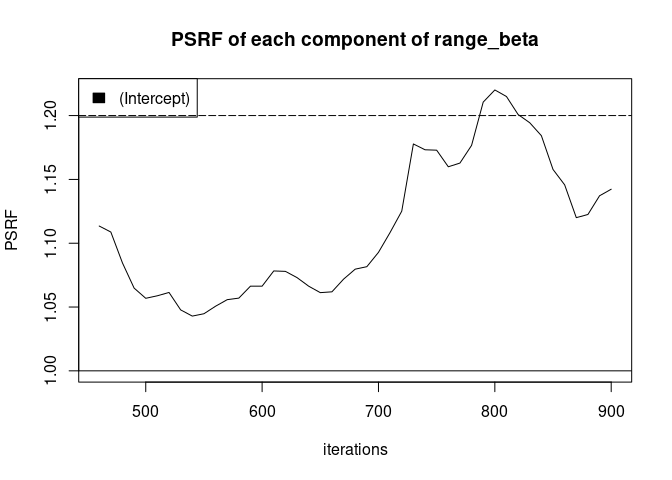 PSRF of each component of range_beta
(Intercept)
PSRF
1.20
1.15
1.10
1.05
1.00
500 600 700 800 900
iterations